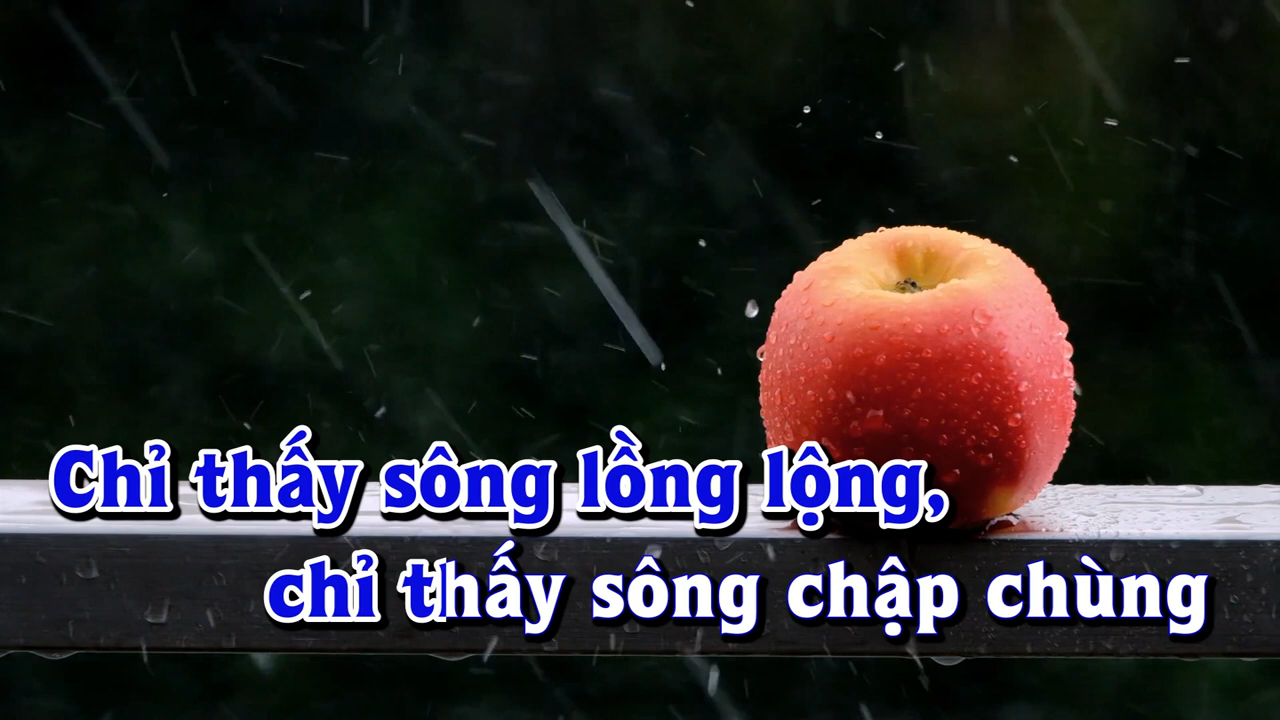 Chỉ thấy sông lồng lộng,
chỉ thấy sông chập chùng